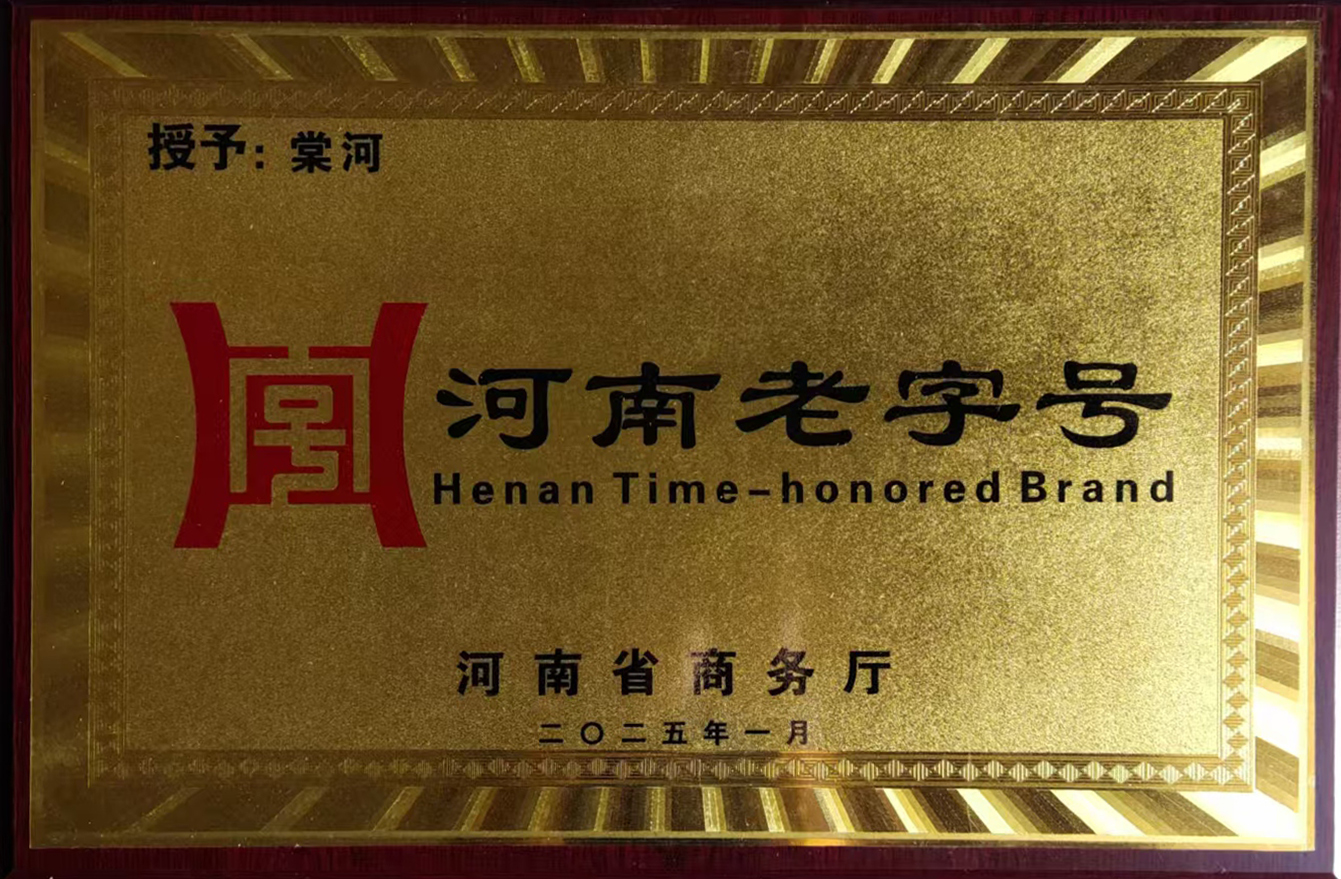 授予：棠河
河南老字号
Henan Time-honored Brand
河南省商务厅
二〇二五年一月